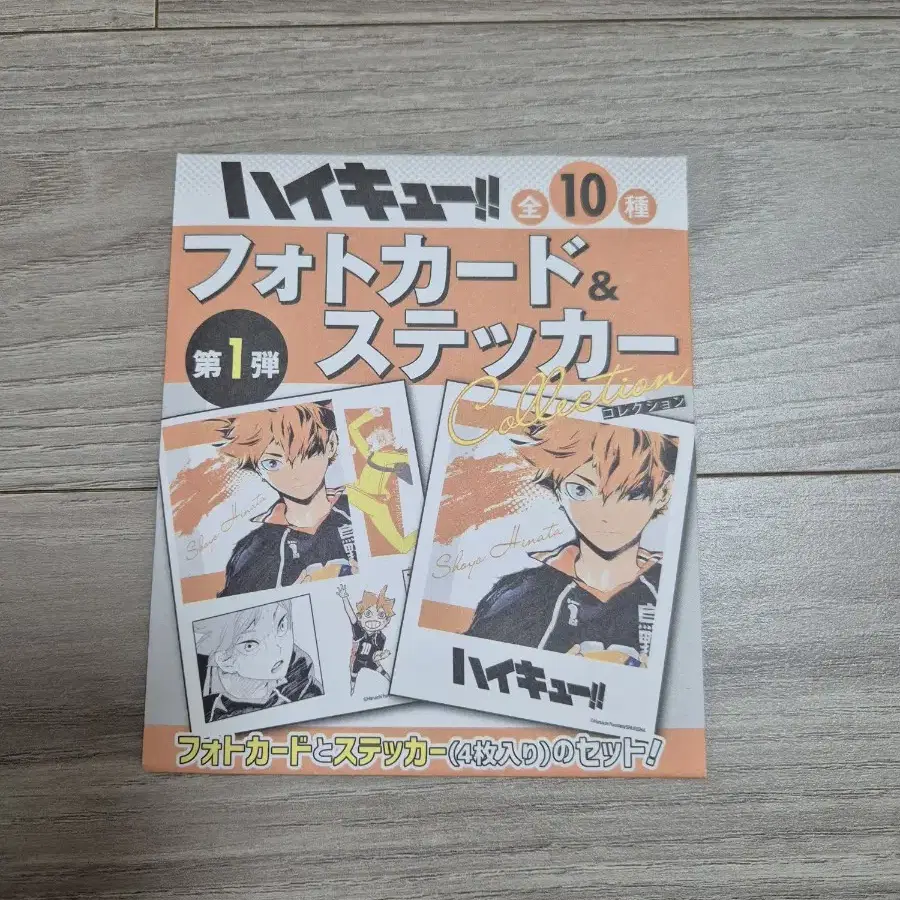 ハイキュー!! 全10種
フォトカード&
ステッカー
第1弾
Collection
コレクション
Shoyo Hinata
Shoyo Hinata
烏野
ハイキュー!!
フォトカードとステッカー(4枚入り)のセット!